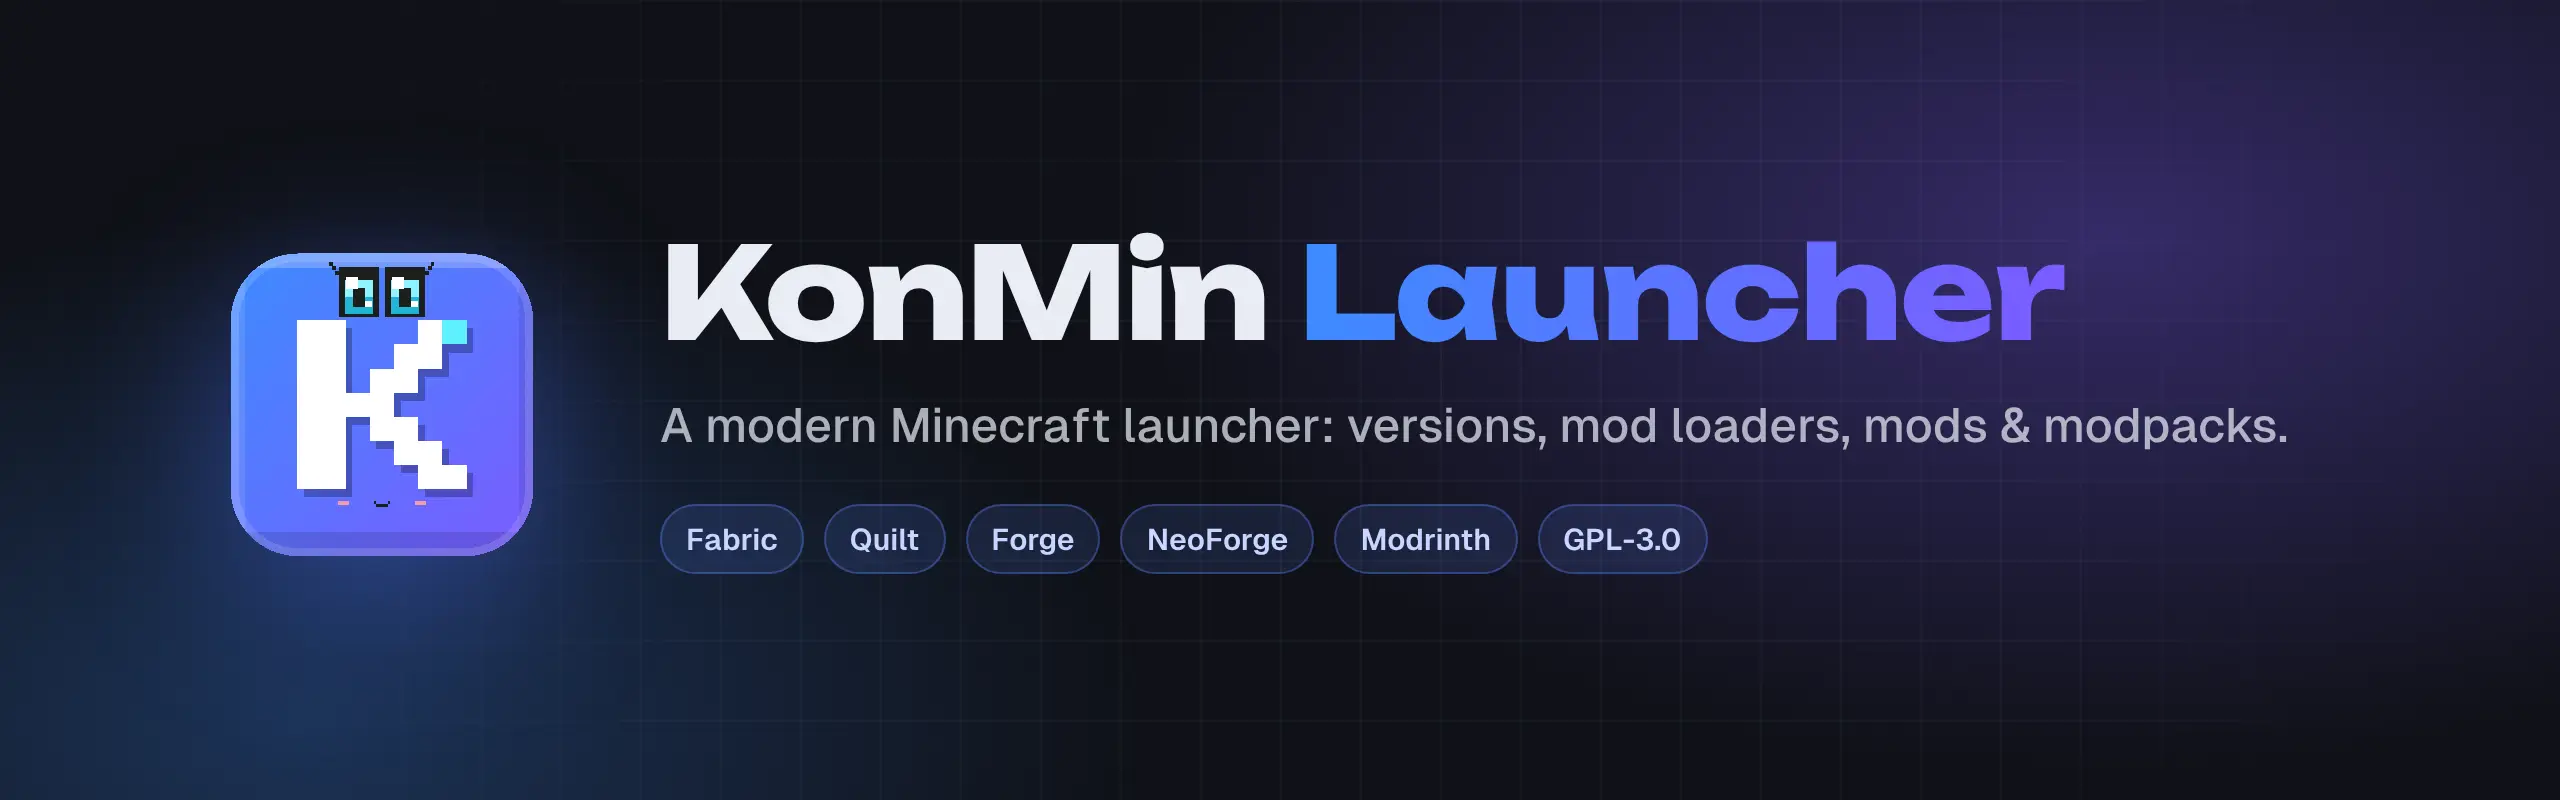 K
KonMin Launcher
A modern Minecraft launcher: versions, mod loaders, mods & modpacks.
Fabric Quilt Forge NeoForge Modrinth GPL-3.0